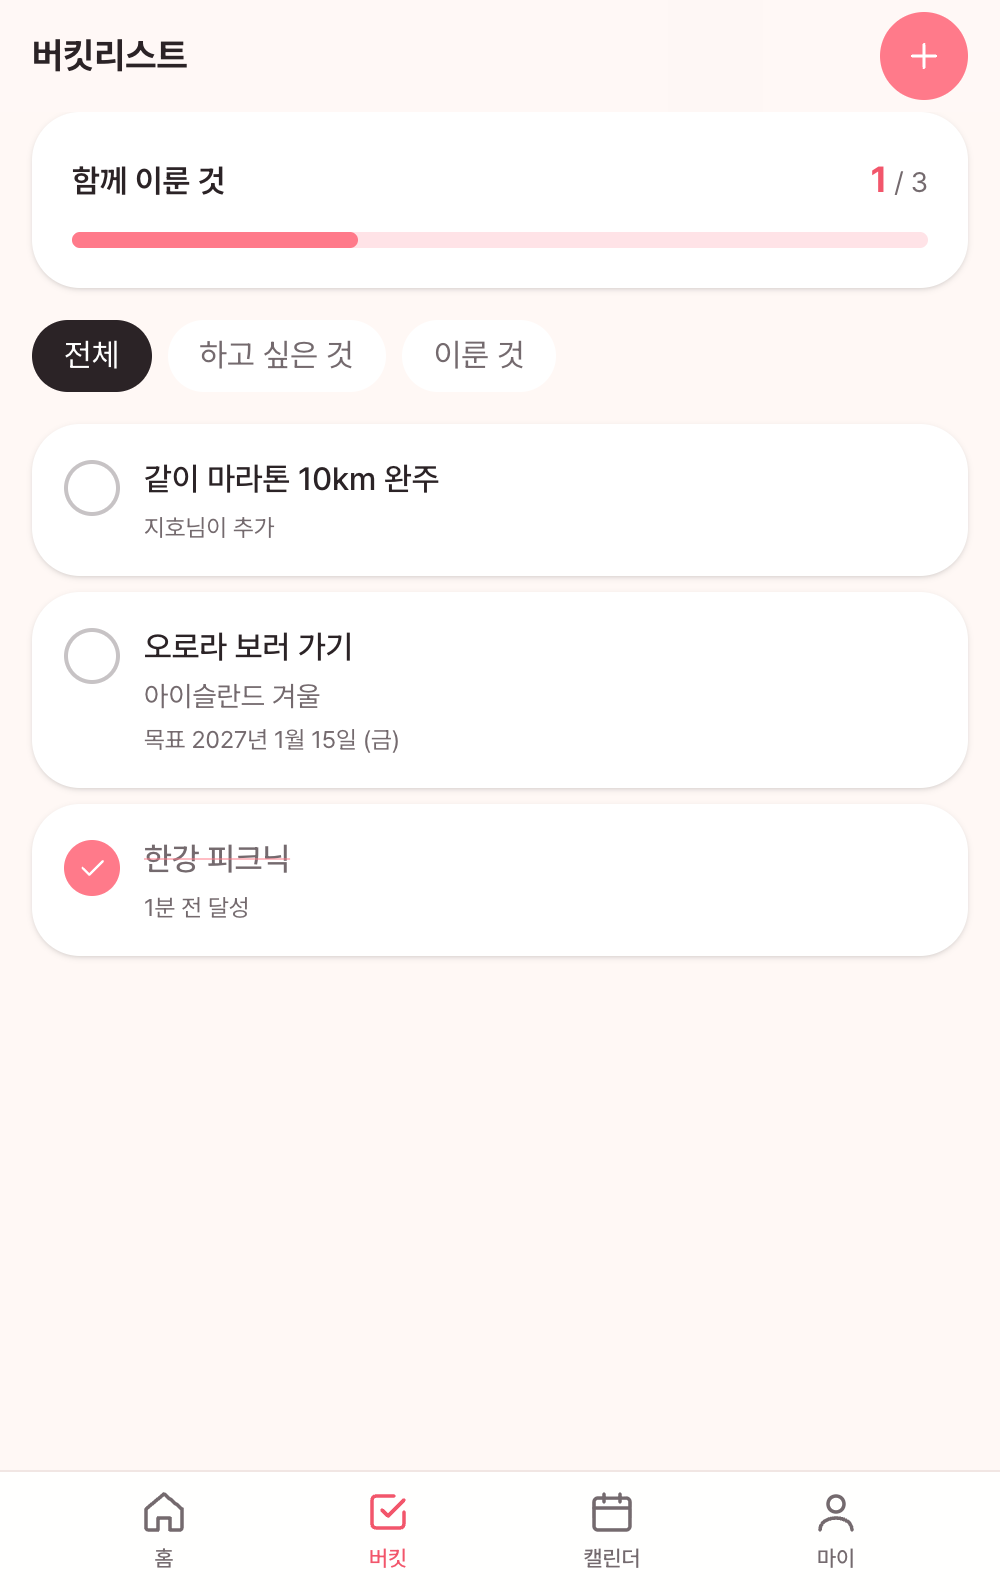 버킷리스트
함께 이룬 것
1 / 3
전체 하고 싶은 것 이룬 것
같이 마라톤 10km 완주
지호님이 추가
오로라 보러 가기
아이슬란드 겨울
목표 2027년 1월 15일 (금)
한강 피크닉
1분 전 달성
홈 버킷 캘린더 마이